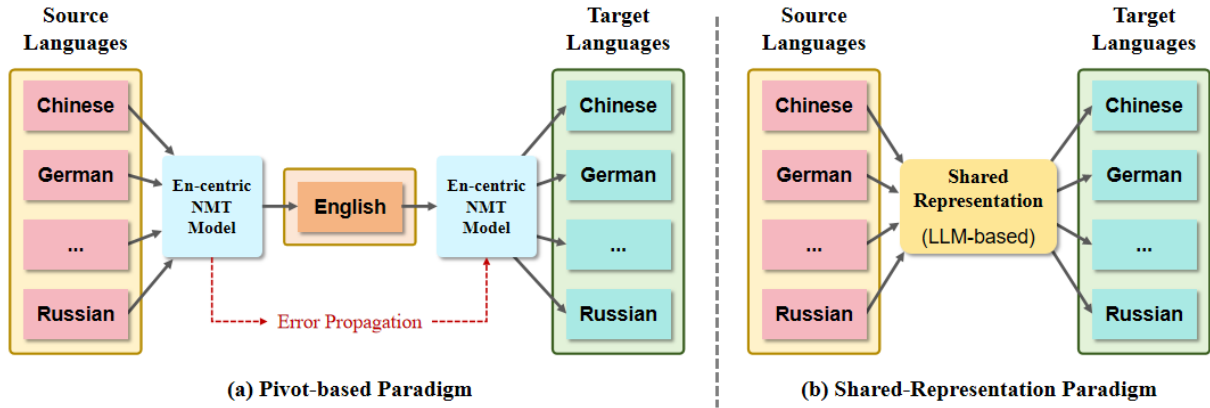 Source
Languages
Chinese
German
...
Russian
En-centric
NMT
Model
English
En-centric
NMT
Model
Error Propagation
Target
Languages
Chinese
German
...
Russian
(a) Pivot-based Paradigm
Source
Languages
Chinese
German
...
Russian
Shared
Representation
(LLM-based)
Target
Languages
Chinese
German
...
Russian
(b) Shared-Representation Paradigm